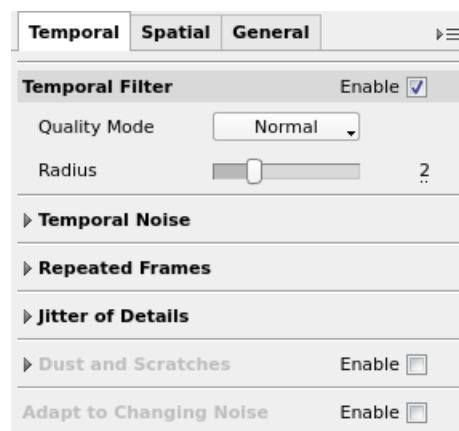 Temporal Spatial General
Temporal Filter Enable
Quality Mode Normal
Radius 2
Temporal Noise
Repeated Frames
Jitter of Details
Dust and Scratches Enable
Adapt to Changing Noise Enable